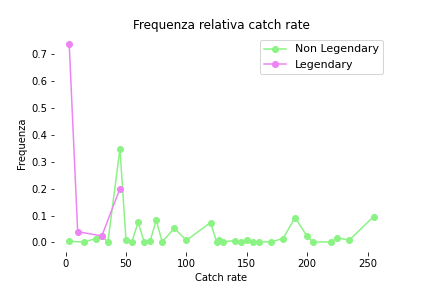 Frequenza relativa catch rate
Non Legendary
Legendary
Frequenza
0.7
0.6
0.5
0.4
0.3
0.2
0.1
0.0
0 50 100 150 200 250
Catch rate